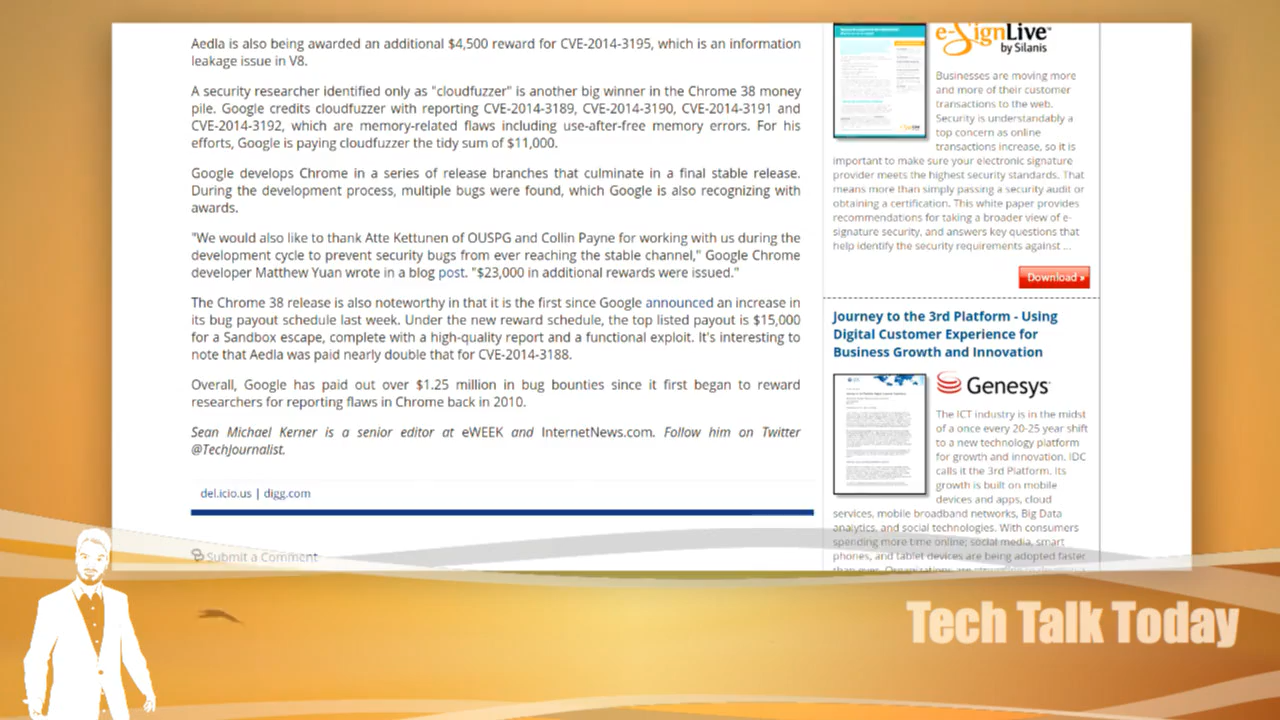 Aedla is also being awarded an additional $4,500 reward for CVE-2014-3195, which is an information
leakage issue in V8.
A security researcher identified only as "cloudfuzzer" is another big winner in the Chrome 38 money
pile. Google credits cloudfuzzer with reporting CVE-2014-3189, CVE-2014-3190, CVE-2014-3191 and
CVE-2014-3192, which are memory-related flaws including use-after-free memory errors. For his
efforts, Google is paying cloudfuzzer the tidy sum of $11,000.
Google develops Chrome in a series of release branches that culminate in a final stable release.
During the development process, multiple bugs were found, which Google is also recognizing with
awards.
"We would also like to thank Atte Kettunen of OUSPG and Collin Payne for working with us during the
development cycle to prevent security bugs from ever reaching the stable channel," Google Chrome
developer Matthew Yuan wrote in a blog post. "$23,000 in additional rewards were issued."
The Chrome 38 release is also noteworthy in that it is the first since Google announced an increase in
its bug payout schedule last week. Under the new reward schedule, the top listed payout is $15,000
for a Sandbox escape, complete with a high-quality report and a functional exploit. It's interesting to
note that Aedla was paid nearly double that for CVE-2014-3188.
Overall, Google has paid out over $1.25 million in bug bounties since it first began to reward
researchers for reporting flaws in Chrome back in 2010.
Sean Michael Kerner is a senior editor at eWEEK and InternetNews.com. Follow him on Twitter
@TechJournalist.
del.icio.us | digg.com
Submit a Comment
e-SignLive™
by Silanis
Businesses are moving more
and more of their customer
transactions to the web.
Security is understandably a
top concern as online
transactions increase, so it is
important to make sure your electronic signature
provider meets the highest security standards. That
means more than simply passing a security audit or
obtaining a certification. This white paper provides
recommendations for taking a broader view of e-
signature security, and answers key questions that
help identify the security requirements against ...
Download »
Journey to the 3rd Platform - Using
Digital Customer Experience for
Business Growth and Innovation
Genesys
The ICT industry is in the midst
of a once every 20-25 year shift
to a new technology platform
for growth and innovation. IDC
calls it the 3rd Platform. Its
growth is built on mobile
devices and apps, cloud
services, mobile broadband networks, Big Data
analytics, and social technologies. With consumers
spending more time online; social media, smart
phones, and tablet devices are being adopted faster
than ever. Organizations are
Tech Talk Today